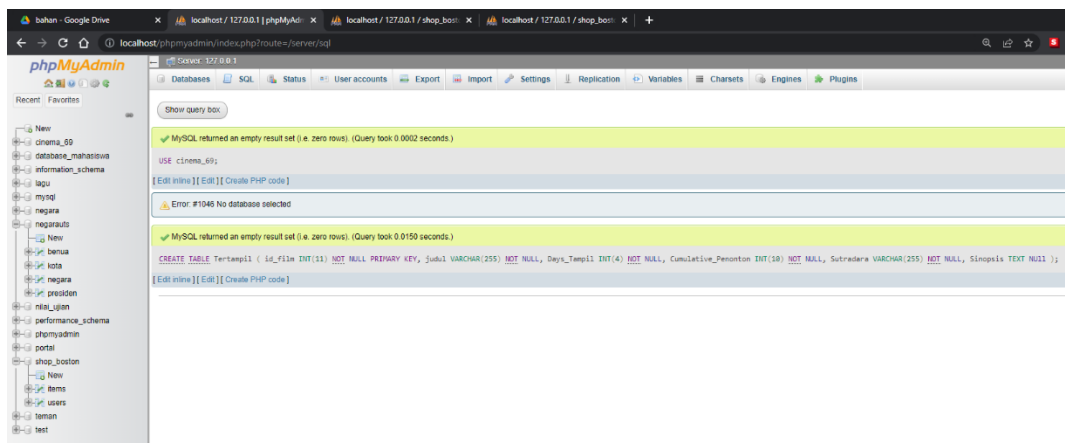 bahan - Google Drive
localhost / 127.0.0.1 | phpMyAdm
localhost / 127.0.0.1 / shop_bost
localhost / 127.0.0.1 / shop_bost
localhost/phpmyadmin/index.php?route=/server/sql
phpMyAdmin
Recent Favorites
New
cinema_69
database_mahasiswa
information_schema
lagu
mysql
negara
negarauts
New
benua
kota
negara
presiden
nilai_ujian
performance_schema
phpmyadmin
portal
shop_boston
New
items
users
teman
test
Server: 127.0.0.1
Databases SQL Status User accounts Export Import Settings Replication Variables Charsets Engines Plugins
Show query box
MySQL returned an empty result set (i.e. zero rows). (Query took 0.0002 seconds.)
USE cinema_69;
[ Edit inline ] [ Edit ] [ Create PHP code ]
Error: #1046 No database selected
MySQL returned an empty result set (i.e. zero rows). (Query took 0.0150 seconds.)
CREATE TABLE Tertampil ( id_film INT(11) NOT NULL PRIMARY KEY, judul VARCHAR(255) NOT NULL, Days_Tampil INT(4) NOT NULL, Cumulative_Penonton INT(10) NOT NULL, Sutradara VARCHAR(255) NOT NULL, Sinopsis TEXT NUll );
[ Edit inline ] [ Edit ] [ Create PHP code ]